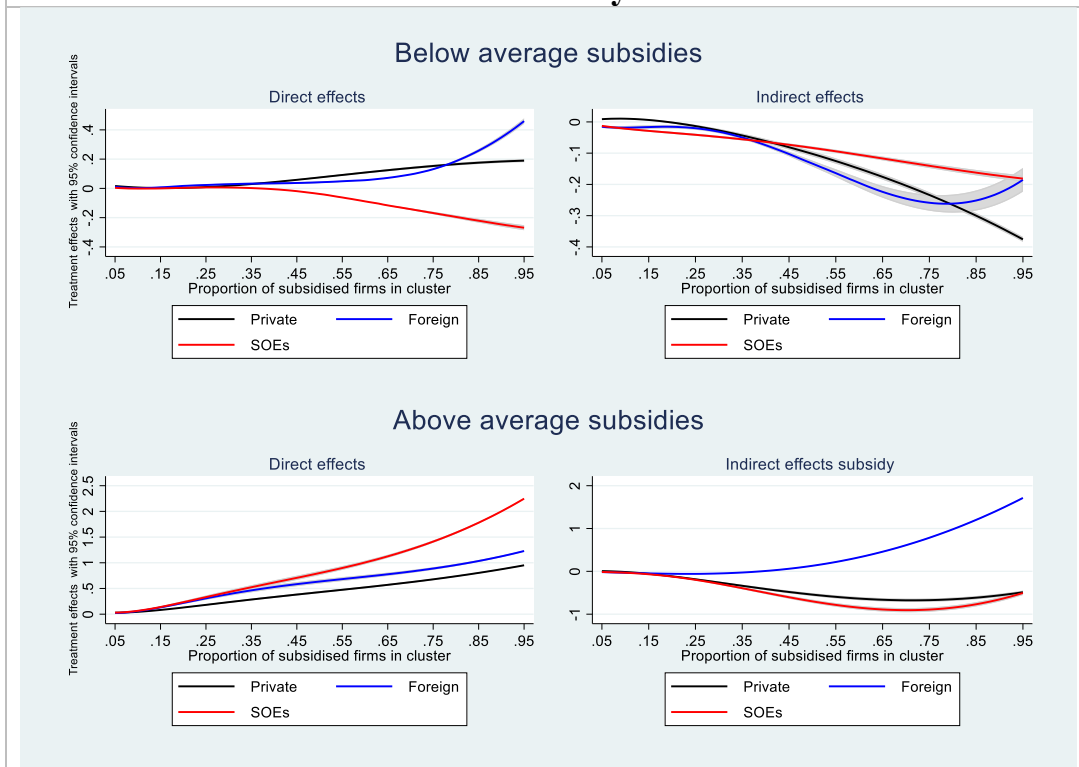 Below average subsidies
Treatment effects with 95% confidence intervals
Direct effects
.4
.2
0
-.2
-.4
.05 .15 .25 .35 .45 .55 .65 .75 .85 .95
Proportion of subsidised firms in cluster
Private Foreign
SOEs
Indirect effects
0
-.1
-.2
-.3
-.4
.05 .15 .25 .35 .45 .55 .65 .75 .85 .95
Proportion of subsidised firms in cluster
Private Foreign
SOEs
Above average subsidies
Treatment effects with 95% confidence intervals
Direct effects
2.5
2
1.5
1
.5
0
.05 .15 .25 .35 .45 .55 .65 .75 .85 .95
Proportion of subsidised firms in cluster
Private Foreign
SOEs
Indirect effects subsidy
2
1
0
-1
.05 .15 .25 .35 .45 .55 .65 .75 .85 .95
Proportion of subsidised firms in cluster
Private Foreign
SOEs